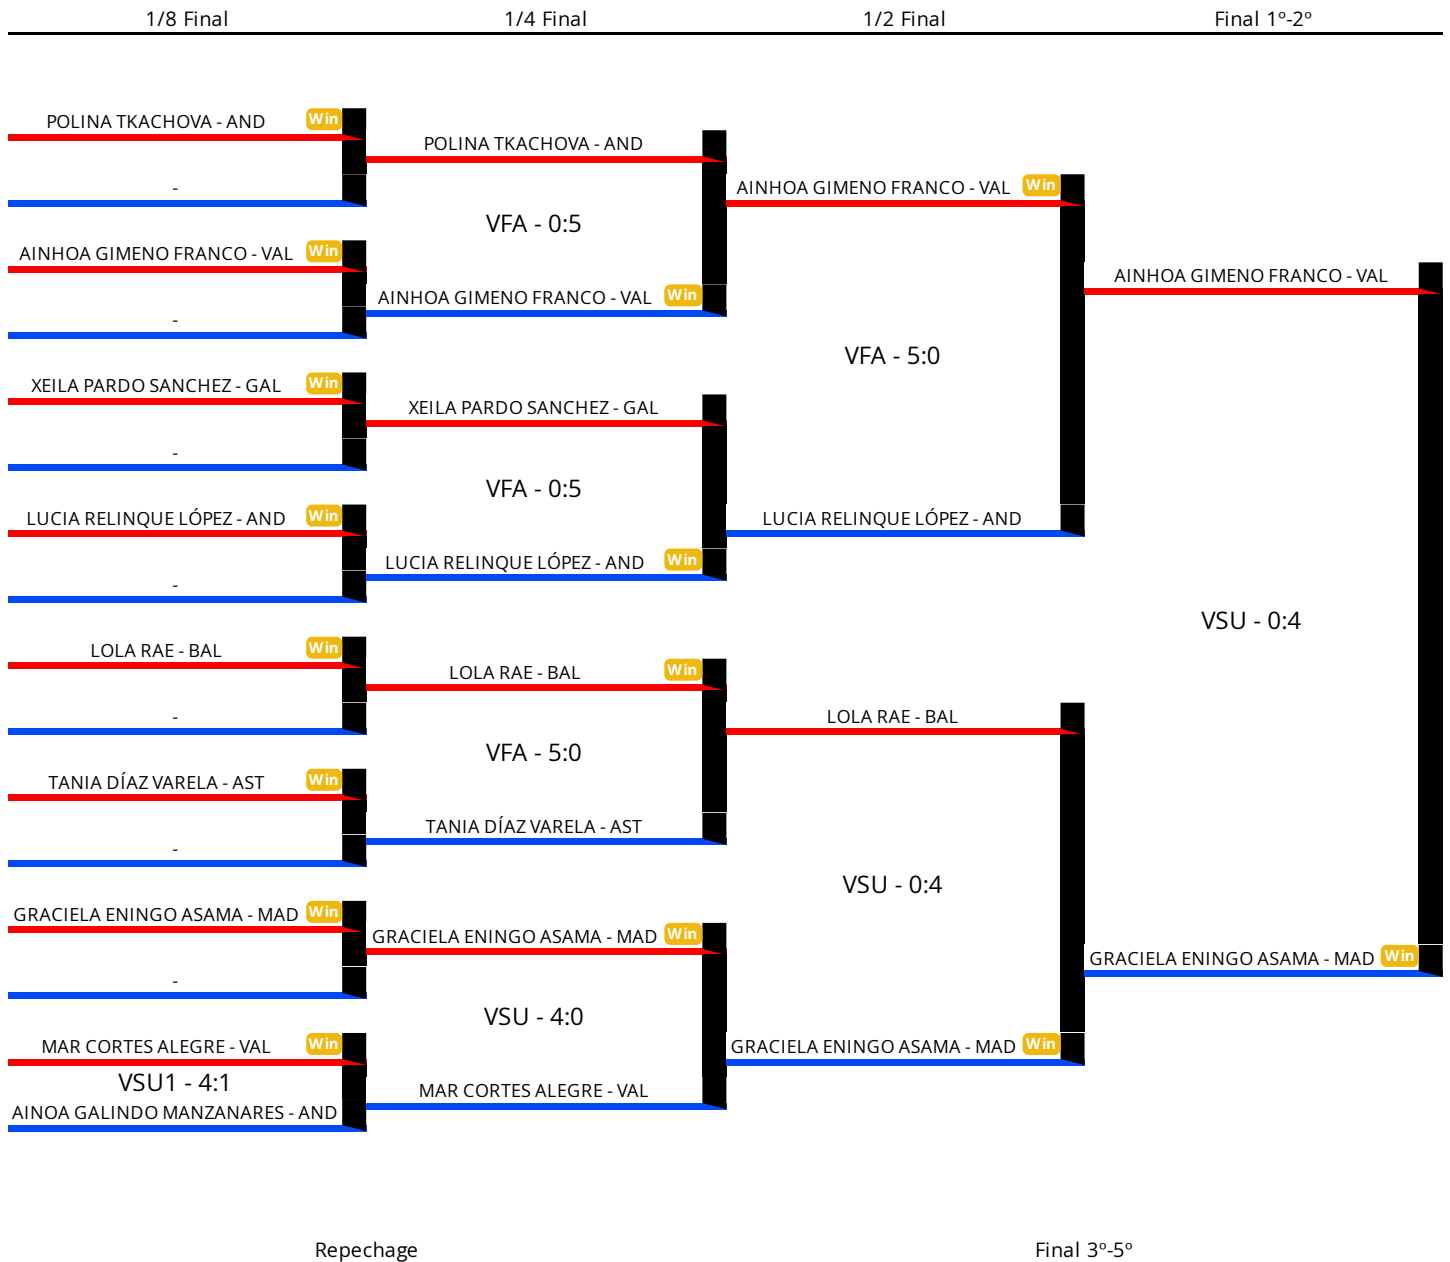 1/8 Final
1/4 Final
1/2 Final
Final 1º-2º
POLINA TKACHOVA - AND
Win
-
AINHOA GIMENO FRANCO - VAL
Win
-
XEILA PARDO SANCHEZ - GAL
Win
-
LUCIA RELINQUE LÓPEZ - AND
Win
-
LOLA RAE - BAL
Win
-
TANIA DÍAZ VARELA - AST
Win
-
GRACIELA ENINGO ASAMA - MAD
Win
-
MAR CORTES ALEGRE - VAL
Win
VSU1 - 4:1
AINOA GALINDO MANZANARES - AND
POLINA TKACHOVA - AND
VFA - 0:5
AINHOA GIMENO FRANCO - VAL
Win
XEILA PARDO SANCHEZ - GAL
VFA - 0:5
LUCIA RELINQUE LÓPEZ - AND
Win
LOLA RAE - BAL
Win
VFA - 5:0
TANIA DÍAZ VARELA - AST
GRACIELA ENINGO ASAMA - MAD
Win
VSU - 4:0
MAR CORTES ALEGRE - VAL
AINHOA GIMENO FRANCO - VAL
Win
VFA - 5:0
LUCIA RELINQUE LÓPEZ - AND
LOLA RAE - BAL
VSU - 0:4
GRACIELA ENINGO ASAMA - MAD
Win
AINHOA GIMENO FRANCO - VAL
VSU - 0:4
GRACIELA ENINGO ASAMA - MAD
Win
Repechage
Final 3º-5º